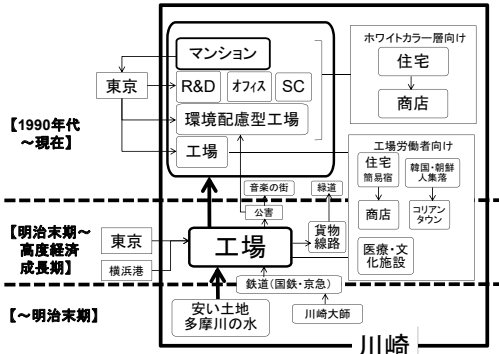 ホワイトカラー層向け
マンション
住宅
東京
R&D
オフィス
SC
商店
【1990年代
～現在】
環境配慮型工場
工場
工場労働者向け
住宅
簡易宿
韓国・朝鮮
人集落
音楽の街
緑道
商店
コリアン
タウン
公害
【明治末期～
高度経済
成長期】
東京
工場
貨物
線路
横浜港
医療・文
化施設
鉄道（国鉄・京急）
【～明治末期】
安い土地
多摩川の水
川崎大師
川崎